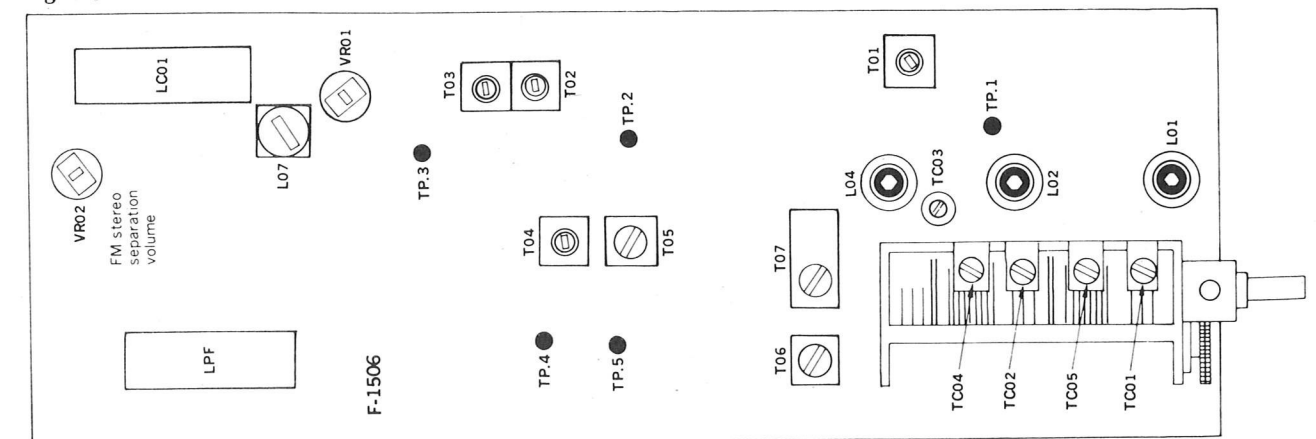 LC01
VR01
VR02
FM stereo
separation
volume
L07
T03
T02
TP.3
TP.2
T01
TP.1
L04
TC03
L02
L01
T04
T05
T07
T06
LPF
F-1506
TP.4
TP.5
TC04
TC02
TC05
TC01